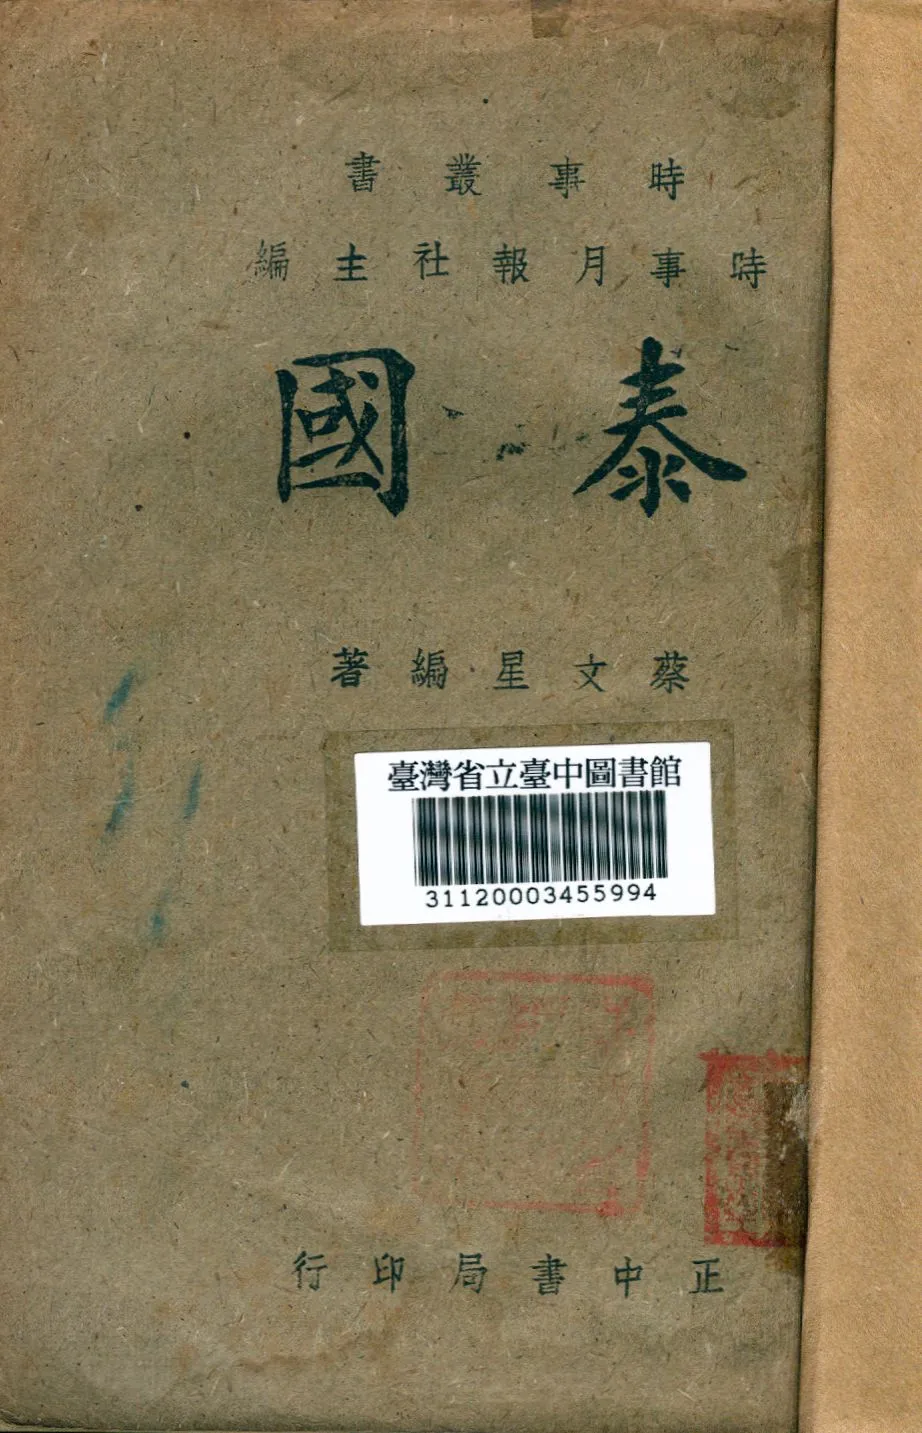 時事叢書
時事月報社主編
泰國
蔡文星編著
臺灣省立臺中圖書館
31120003455994
正中書局印行